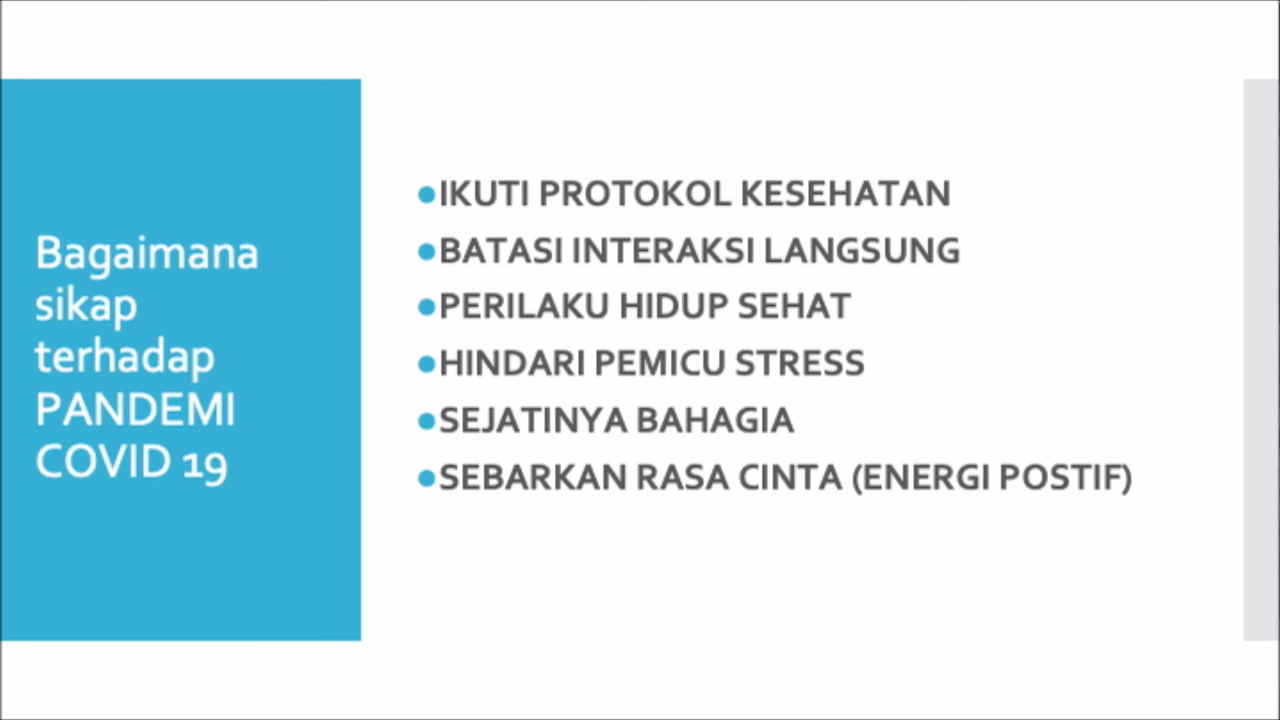 Bagaimana
sikap
terhadap
PANDEMI
COVID 19
•IKUTI PROTOKOL KESEHATAN
•BATASI INTERAKSI LANGSUNG
•PERILAKU HIDUP SEHAT
•HINDARI PEMICU STRESS
•SEJATINYA BAHAGIA
•SEBARKAN RASA CINTA (ENERGI POSTIF)